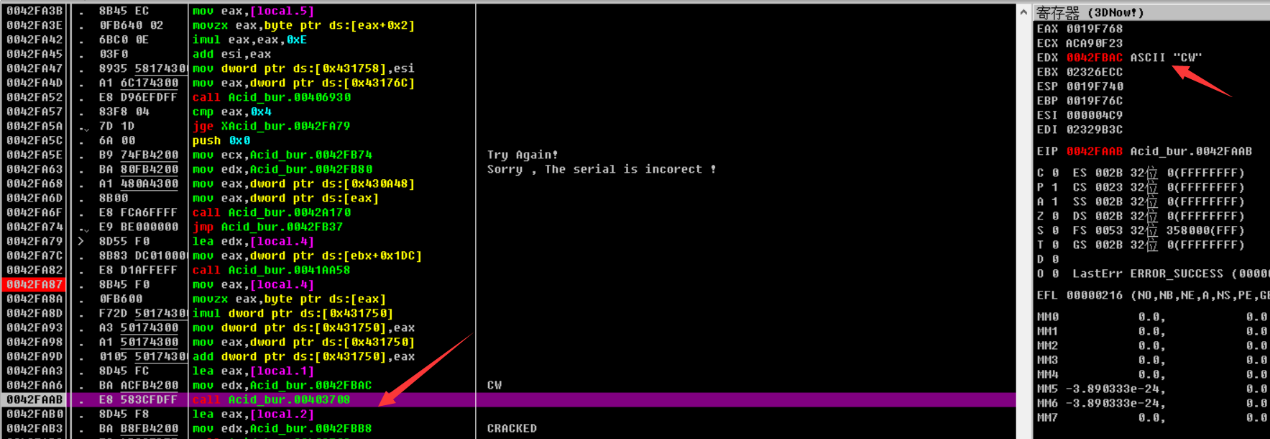 0042FA3B . 8B45 EC mov eax,[local.5]
0042FA3E . 0FB640 02 movzx eax,byte ptr ds:[eax+0x2]
0042FA42 . 6BC0 0E imul eax,eax,0xE
0042FA45 . 03F0 add esi,eax
0042FA47 . 8935 58174300 mov dword ptr ds:[0x431758],esi
0042FA4D . A1 6C174300 mov eax,dword ptr ds:[0x43176C]
0042FA52 . E8 D96EFDFF call Acid_bur.00406930
0042FA57 . 83F8 04 cmp eax,0x4
0042FA5A . 7D 1D jge XAcid_bur.0042FA79
0042FA5C . 6A 00 push 0x0
0042FA5E . B9 74FB4200 mov ecx,Acid_bur.0042FB74 Try Again!
0042FA63 . BA 80FB4200 mov edx,Acid_bur.0042FB80 Sorry , The serial is incorect !
0042FA68 . A1 480A4300 mov eax,dword ptr ds:[0x430A48]
0042FA6D . 8B00 mov eax,dword ptr ds:[eax]
0042FA6F . E8 FCA6FFFF call Acid_bur.0042A170
0042FA74 . E9 BE000000 jmp Acid_bur.0042FB37
0042FA79 > 8D55 F0 lea edx,[local.4]
0042FA7C . 8B83 DC010000 mov eax,dword ptr ds:[ebx+0x1DC]
0042FA82 . E8 D1AFFEFF call Acid_bur.0041AA58
0042FA87 . 8B45 F0 mov eax,[local.4]
0042FA8A . 0FB600 movzx eax,byte ptr ds:[eax]
0042FA8D . F72D 50174300 imul dword ptr ds:[0x431750]
0042FA93 . A3 50174300 mov dword ptr ds:[0x431750],eax
0042FA98 . A1 50174300 mov eax,dword ptr ds:[0x431750]
0042FA9D . 0105 50174300 add dword ptr ds:[0x431750],eax
0042FAA3 . 8D45 FC lea eax,[local.1]
0042FAA6 . BA ACFB4200 mov edx,Acid_bur.0042FBAC CW
0042FAAB . E8 583CFDFF call Acid_bur.00403708
0042FAB0 . 8D45 F8 lea eax,[local.2]
0042FAB3 . BA B8FB4200 mov edx,Acid_bur.0042FBB8 CRACKED
寄存器 (3DNow!)
EAX 0019F768
ECX ACA90F23
EDX 0042FBAC ASCII "CW"
EBX 02326ECC
ESP 0019F740
EBP 0019F76C
ESI 000004C9
EDI 02329B3C
EIP 0042FAAB Acid_bur.0042FAAB
C 0 ES 002B 32位 0(FFFFFFFF)
P 1 CS 0023 32位 0(FFFFFFFF)
A 1 SS 002B 32位 0(FFFFFFFF)
Z 0 DS 002B 32位 0(FFFFFFFF)
S 0 FS 0053 32位 358000(FFF)
T 0 GS 002B 32位 0(FFFFFFFF)
D 0
O 0 LastErr ERROR_SUCCESS (0000
EFL 00000216 (NO,NB,NE,A,NS,PE,GE
MM0 0.0, 0.0
MM1 0.0, 0.0
MM2 0.0, 0.0
MM3 0.0, 0.0
MM4 0.0, 0.0
MM5 -3.890333e-24, 0.0
MM6 -3.890333e-24, 0.0
MM7 0.0, 0.0